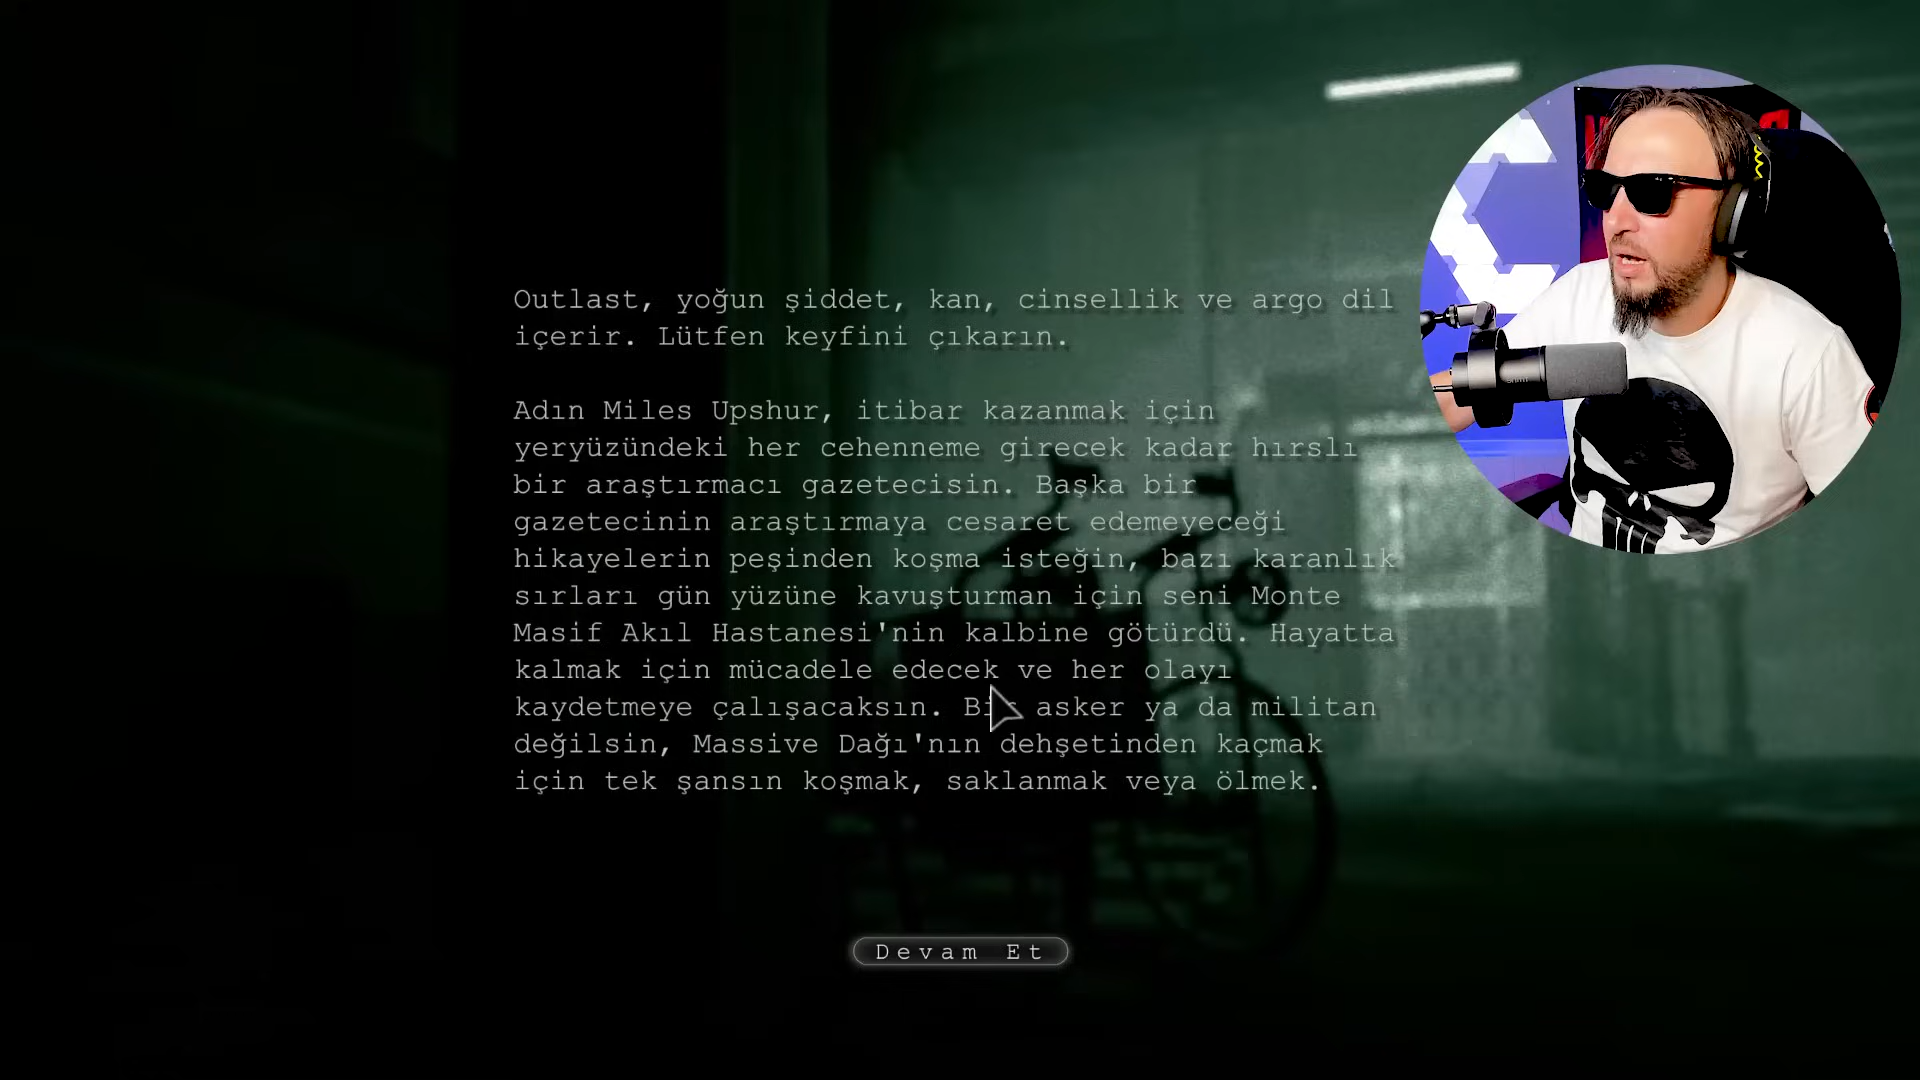 Outlast, yoğun şiddet, kan, cinsellik ve argo dil
içerir. Lütfen keyfini çıkarın.
Adın Miles Upshur, itibar kazanmak için
yeryüzündeki her cehenneme girecek kadar hırslı
bir araştırmacı gazetecisin. Başka bir
gazetecinin araştırmaya cesaret edemeyeceği
hikayelerin peşinden koşma isteğin, bazı karanlık
sırları gün yüzüne kavuşturman için seni Monte
Masif Akıl Hastanesi'nin kalbine götürdü. Hayatta
kalmak için mücadele edecek ve her olayı
kaydetmeye çalışacaksın. Bir asker ya da militan
değilsin, Massive Dağı'nın dehşetinden kaçmak
için tek şansın koşmak, saklanmak veya ölmek.
Devam Et